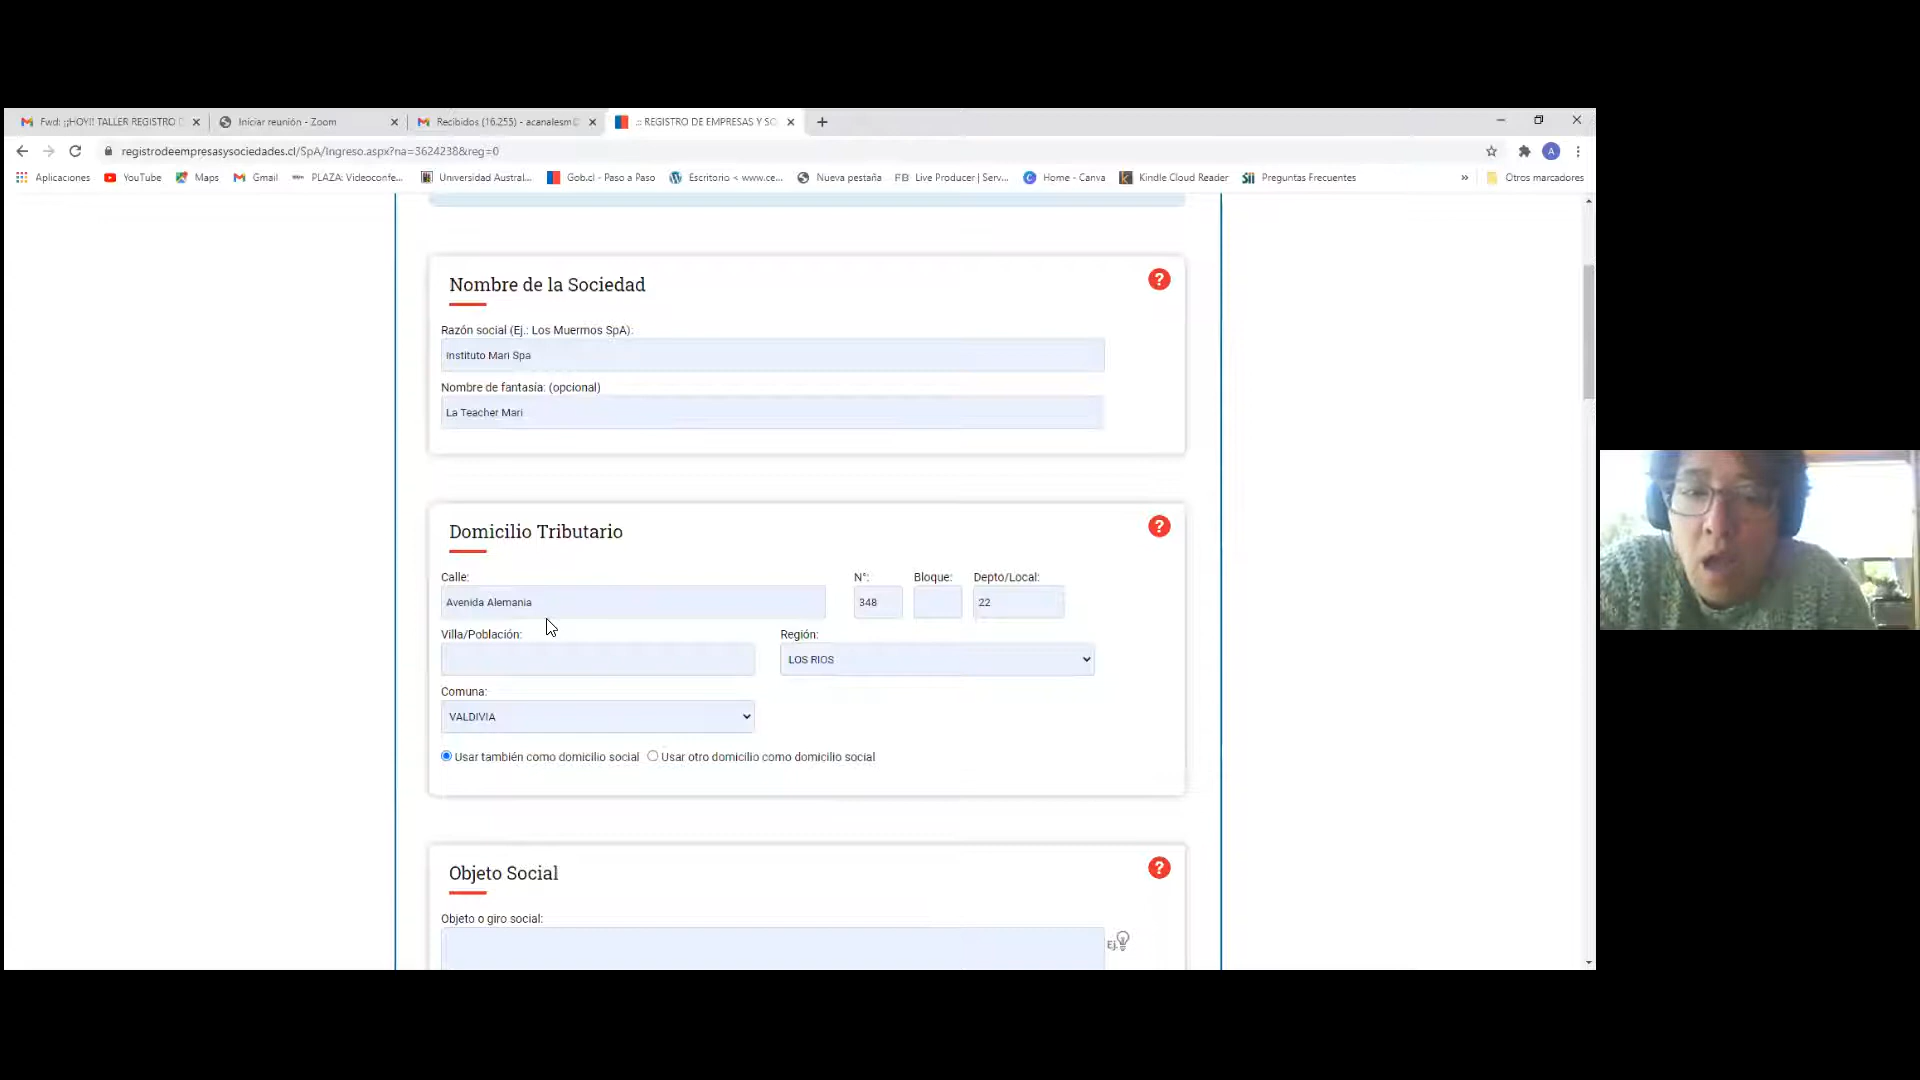 Fwd: ¡¡HOY!! TALLER REGISTRO
Iniciar reunión - Zoom
Recibidos (16.255) - acanalesm
.:: REGISTRO DE EMPRESAS Y SO
registrodeempresasysociedades.cl/SpA/Ingreso.aspx?na=3624238&reg=0
A
Aplicaciones
YouTube
Maps
Gmail
PLAZA: Videoconfe...
Universidad Austral...
Gob.cl - Paso a Paso
Escritorio < www.ce...
Nueva pestaña
FB Live Producer | Serv...
Home - Canva
Kindle Cloud Reader
Sii Preguntas Frecuentes
»
Otros marcadores
Nombre de la Sociedad
?
Razón social (Ej.: Los Muermos SpA):
Instituto Mari Spa
Nombre de fantasía: (opcional)
La Teacher Mari
Domicilio Tributario
?
Calle: N°: Bloque: Depto/Local:
Avenida Alemania 348 22
Villa/Población: Región:
LOS RIOS
Comuna:
VALDIVIA
Usar también como domicilio social Usar otro domicilio como domicilio social
Objeto Social
?
Objeto o giro social:
Ej.